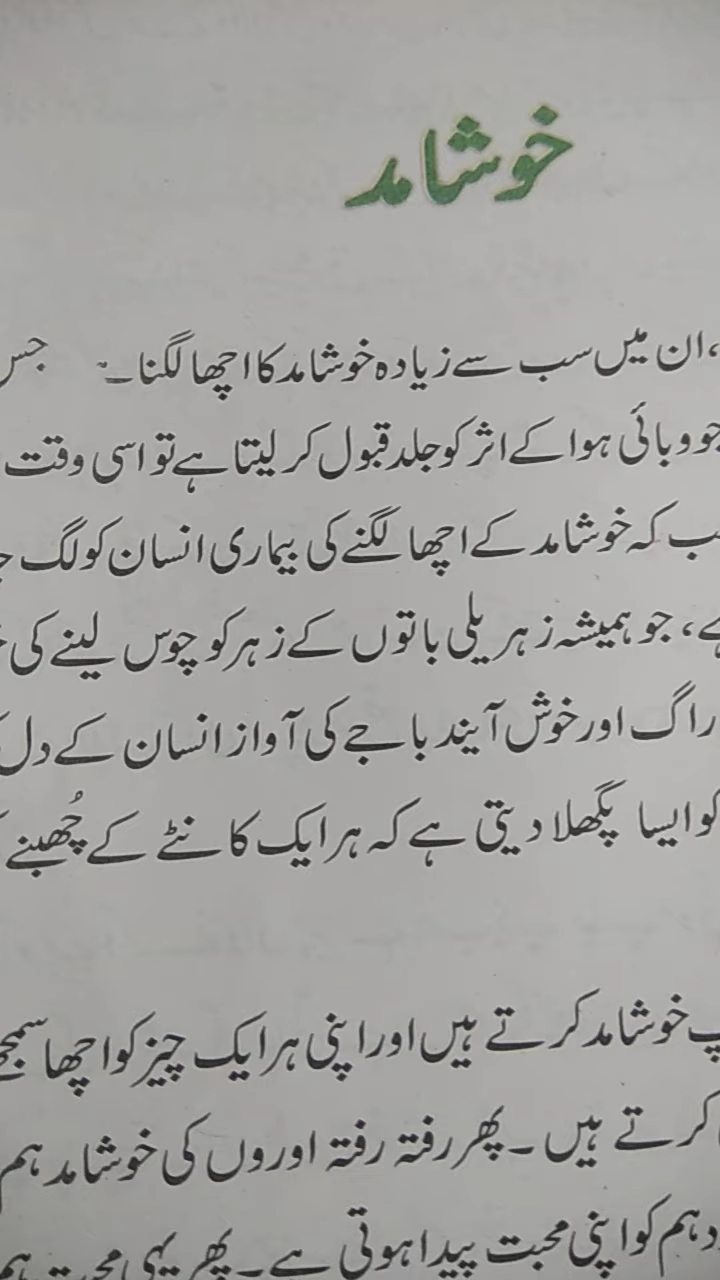 خوشامد
، ان میں سب سے زیادہ خوشامد کا اچھا لگنا ۔ جس
جو وبائی ہوا کے اثر کو جلد قبول کر لیتا ہے تو اسی وقت
کہ خوشامد کے اچھا لگنے کی بیماری انسان کو لگ
ہے، جو ہمیشہ زہریلی باتوں کے زہر کو چوس لینے کی
راگ اور خوش آیند باجے کی آواز انسان کے دل
کو ایسا پگھلا دیتی ہے کہ ہر ایک کانٹے کے چُھبنے
خوشامد کرتے ہیں اور اپنی ہر ایک چیز کو اچھا
کرتے ہیں ۔ پھر رفتہ رفتہ اوروں کی خوشامد ہم
ہم کو اپنی محبت پیدا ہوتی ہے ۔ پھر یہی محبت ہم